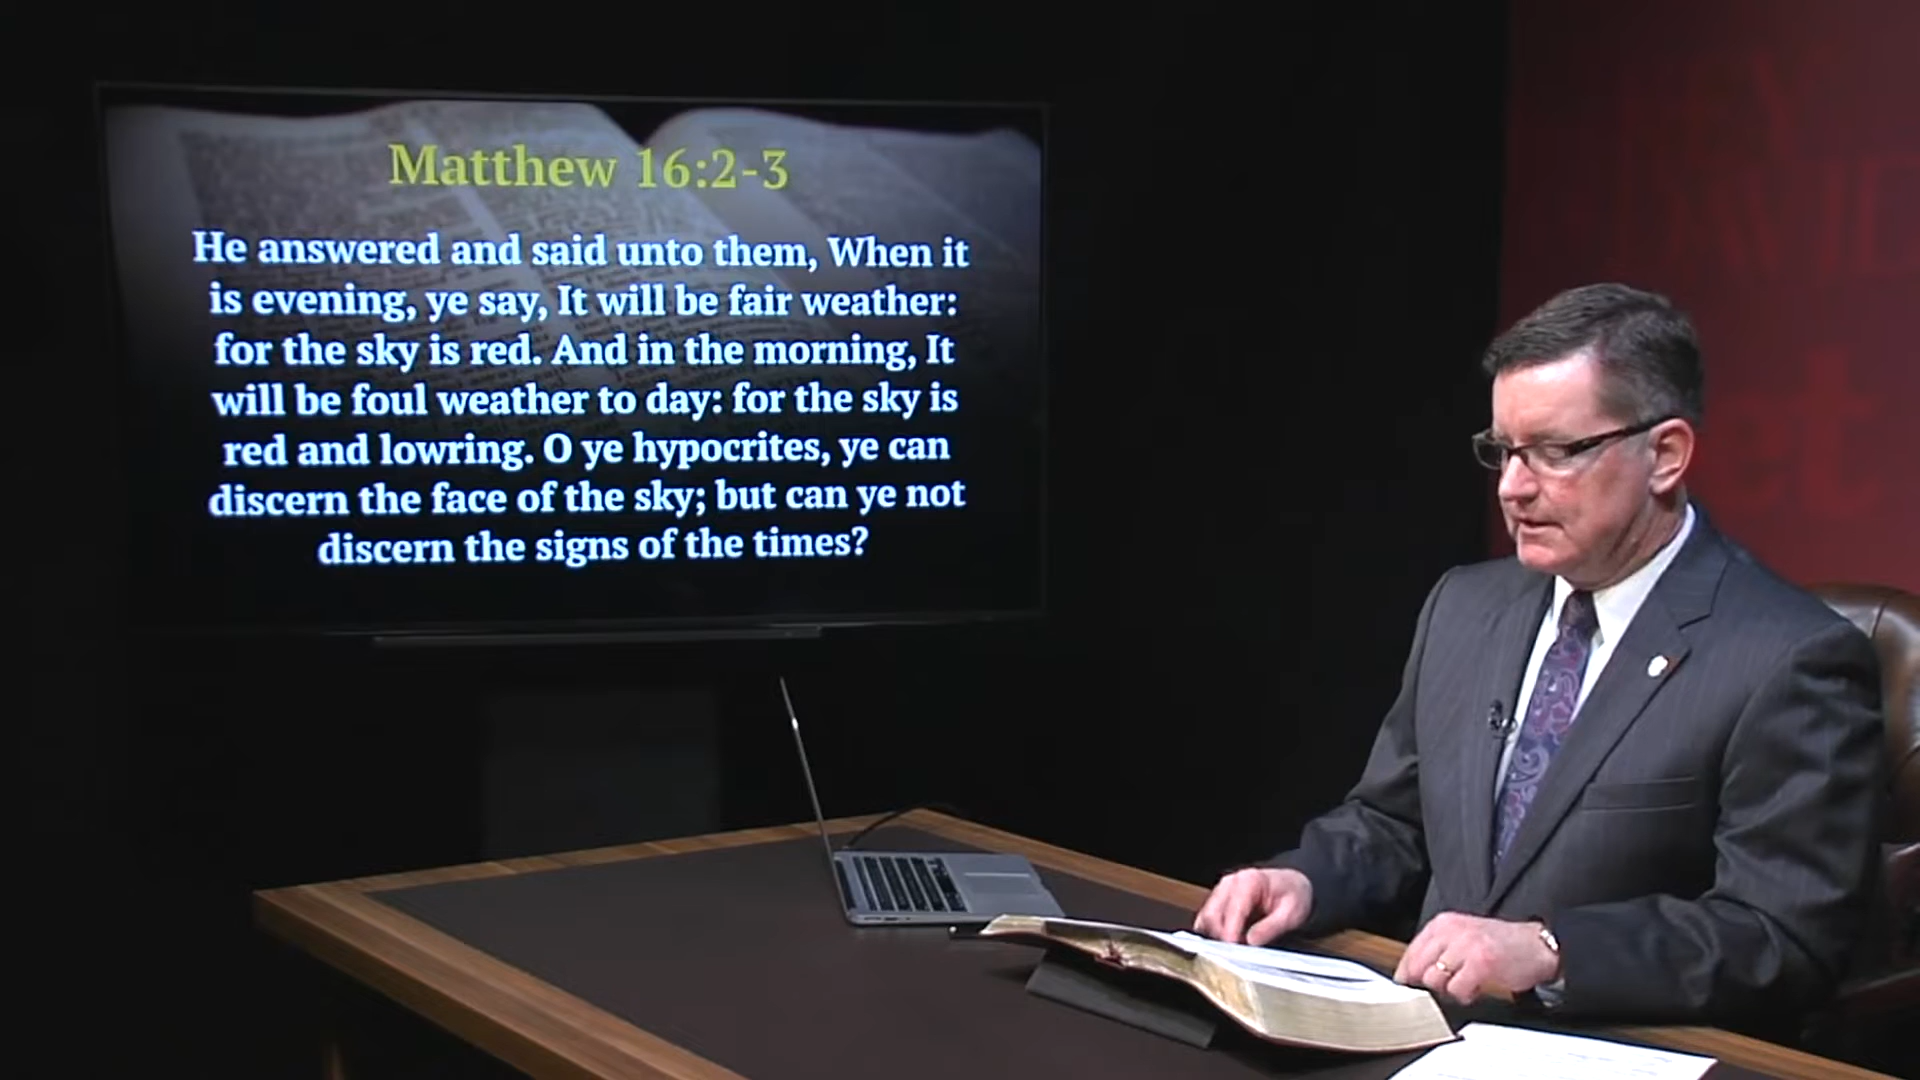 Matthew 16:2-3
He answered and said unto them, When it
is evening, ye say, It will be fair weather:
for the sky is red. And in the morning, It
will be foul weather to day: for the sky is
red and lowring. O ye hypocrites, ye can
discern the face of the sky; but can ye not
discern the signs of the times?